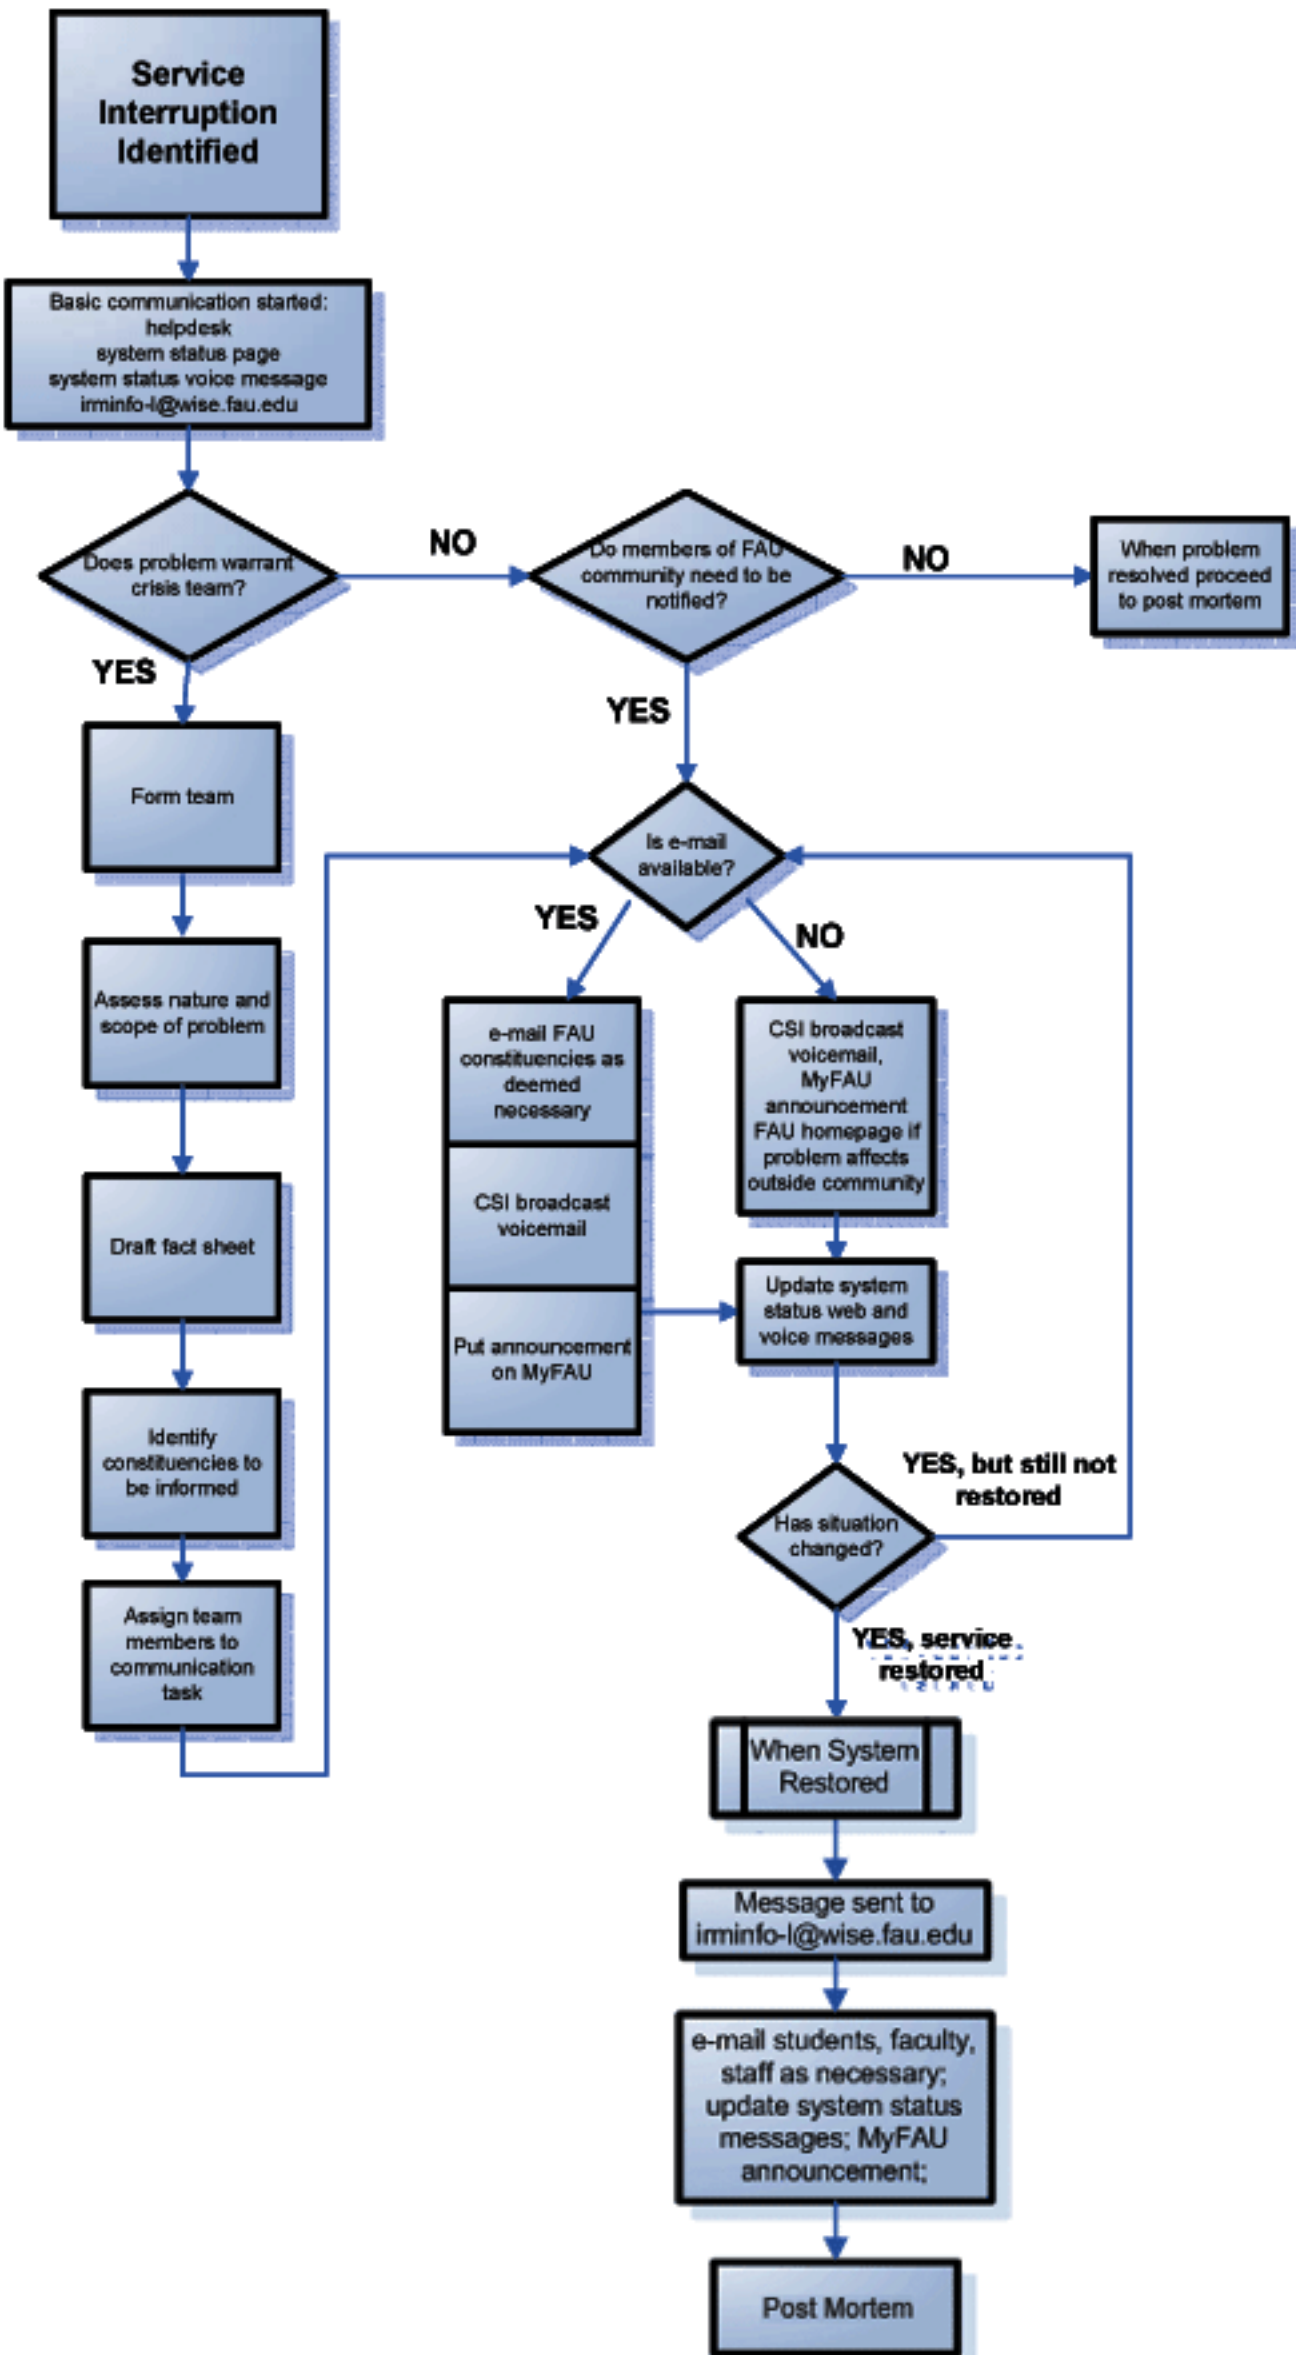 Service
Interruption
Identified
Basic communication started:
helpdesk
system status page
system status voice message
irminfo-l@wise.fau.edu
Does problem warrant
crisis team?
NO
Do members of FAU
community need to be
notified?
NO
When problem
resolved proceed
to post mortem
YES
Form team
YES
Is e-mail
available?
YES
NO
Assess nature and
scope of problem
e-mail FAU
constituencies as
deemed
necessary
CSI broadcast
voicemail,
MyFAU
announcement
FAU homepage if
problem affects
outside community
CSI broadcast
voicemail
Draft fact sheet
Put announcement
on MyFAU
Update system
status web and
voice messages
Identify
constituencies to
be informed
YES, but still not
restored
Has situation
changed?
Assign team
members to
communication
task
YES, service
restored
When System
Restored
Message sent to
irminfo-l@wise.fau.edu
e-mail students, faculty,
staff as necessary;
update system status
messages; MyFAU
announcement;
Post Mortem